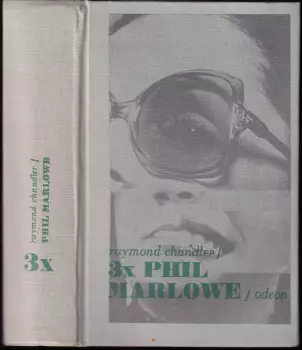 raymond chandler /
PHIL MARLOWE
3x
raymond chandler /
3x PHIL
MARLOWE / odeon